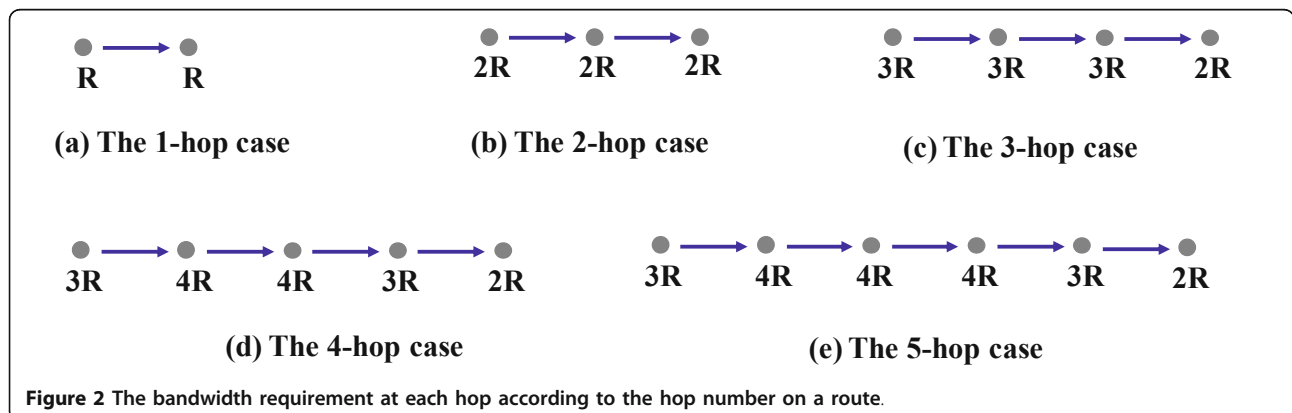 R R
(a) The 1-hop case
2R 2R 2R
(b) The 2-hop case
3R 3R 3R 2R
(c) The 3-hop case
3R 4R 4R 3R 2R
(d) The 4-hop case
3R 4R 4R 4R 3R 2R
(e) The 5-hop case
Figure 2 The bandwidth requirement at each hop according to the hop number on a route.